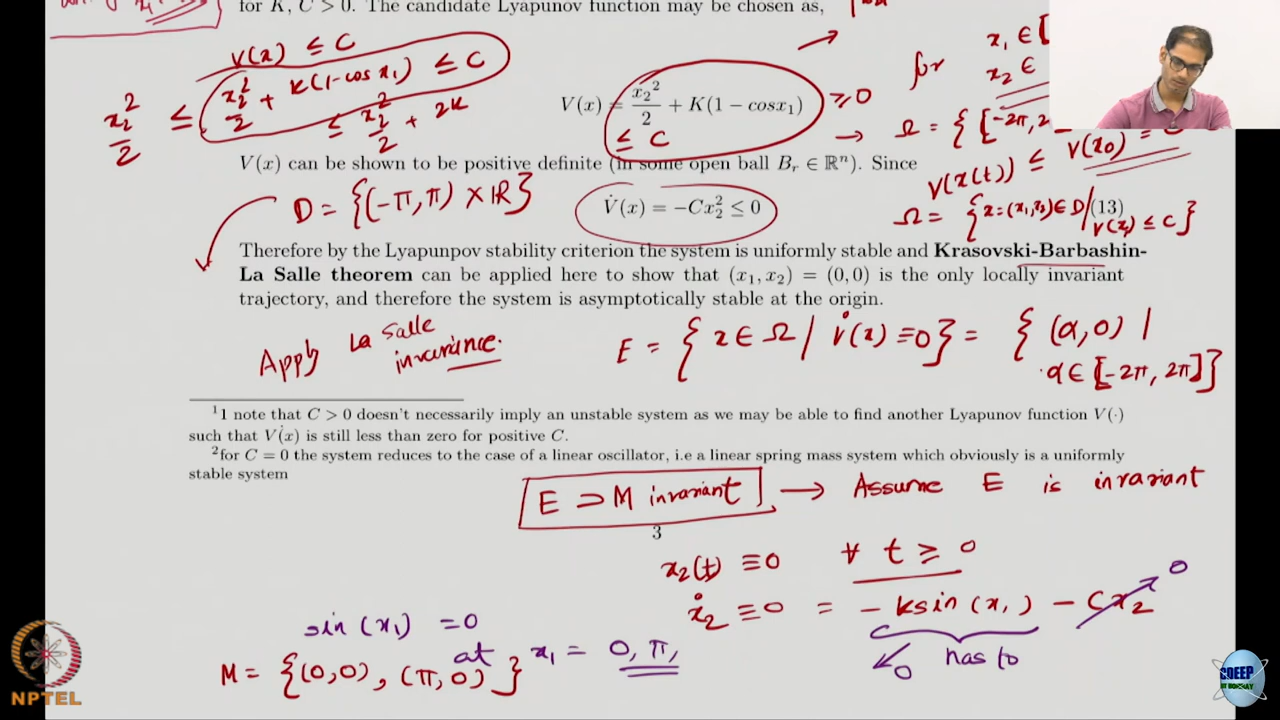 for K, C > 0. The candidate Lyapunov function may be chosen as,
V(x) ≤ C
x₂²/2 ≤ x₂²/2 + K(1-cos x₁) ≤ C
≤ x₂²/2 + 2K
V(x) = x₂²/2 + K(1 − cosx₁) ≥0
≤ C
for x₁ ∈ [
x₂ ∈
→ Ω = { [-2π, 2
V(x(t)) ≤ V(x₀)
V(x) can be shown to be positive definite (in some open ball Bᵣ ∈ ℝⁿ). Since
D = {(-π, π) × ℝ}
V̇(x) = −Cx₂² ≤ 0
(13)
Ω = {x=(x₁,x₂) ∈ D / V(x) ≤ C}
Therefore by the Lyapunpov stability criterion the system is uniformly stable and Krasovski-Barbashin-
La Salle theorem can be applied here to show that (x₁, x₂) = (0, 0) is the only locally invariant
trajectory, and therefore the system is asymptotically stable at the origin.
Apply La Salle invariance.
E = { x ∈ Ω / V̇(x) ≡0} = { (α, 0) |
α ∈ [-2π, 2π]}
¹1 note that C > 0 doesn't necessarily imply an unstable system as we may be able to find another Lyapunov function V(·)
such that V̇(x) is still less than zero for positive C.
²for C = 0 the system reduces to the case of a linear oscillator, i.e a linear spring mass system which obviously is a uniformly
stable system
E ⊃ M invariant → Assume E is invariant
3
x₂(t) ≡0 ∀ t ≥ 0
ẋ₂ ≡0 = - K sin (x₁) - Cx₂ 0
0 has to
sin (x₁) =0
at x₁ = 0, π,
M = {(0,0), (π, 0)}
NPTEL
CDEEP
IIT BOMBAY